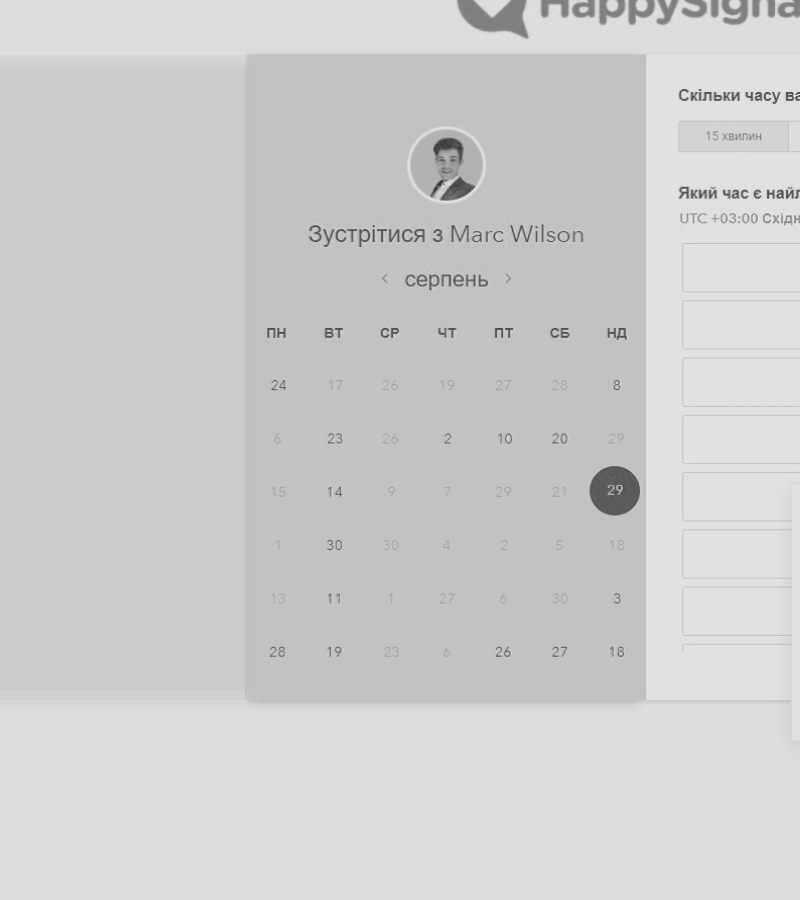 HappySigna
Зустрітися з Marc Wilson
‹ серпень ›
ПН ВТ СР ЧТ ПТ СБ НД
24 17 26 19 27 28 8
6 23 26 2 10 20 29
15 14 9 7 29 21 29
1 30 30 4 2 5 18
13 11 1 27 6 30 3
28 19 23 6 26 27 18
Скільки часу ва
15 хвилин
Який час є найл
UTC +03:00 Східн